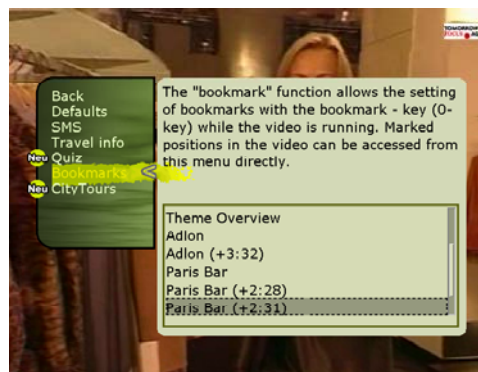 TOMORROW
FOCUS AG
Back
Defaults
SMS
Travel info
Neu Quiz
Bookmarks <
Neu CityTours
The "bookmark" function allows the setting
of bookmarks with the bookmark - key (0-
key) while the video is running. Marked
positions in the video can be accessed from
this menu directly.
Theme Overview
Adlon
Adlon (+3:32)
Paris Bar
Paris Bar (+2:28)
Paris Bar (+2:31)